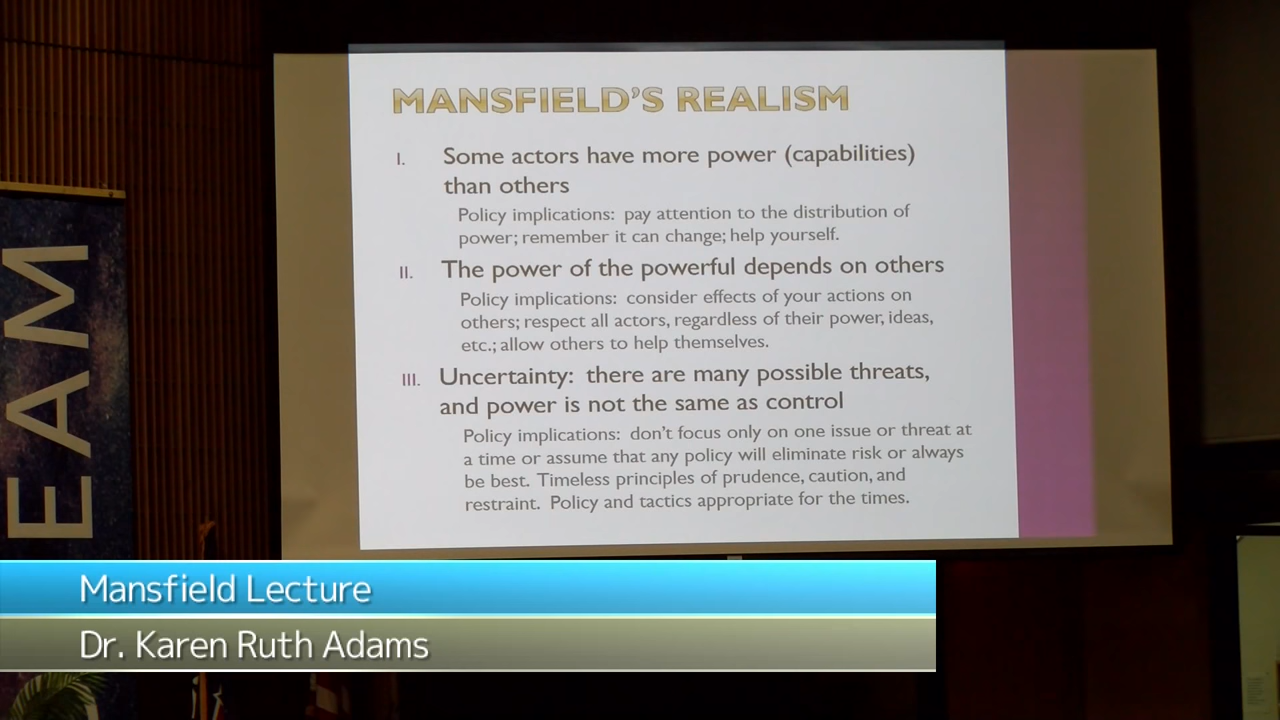 MANSFIELD'S REALISM
I. Some actors have more power (capabilities)
than others
Policy implications: pay attention to the distribution of
power; remember it can change; help yourself.
II. The power of the powerful depends on others
Policy implications: consider effects of your actions on
others; respect all actors, regardless of their power, ideas,
etc.; allow others to help themselves.
III. Uncertainty: there are many possible threats,
and power is not the same as control
Policy implications: don't focus only on one issue or threat at
a time or assume that any policy will eliminate risk or always
be best. Timeless principles of prudence, caution, and
restraint. Policy and tactics appropriate for the times.
EAM
Mansfield Lecture
Dr. Karen Ruth Adams